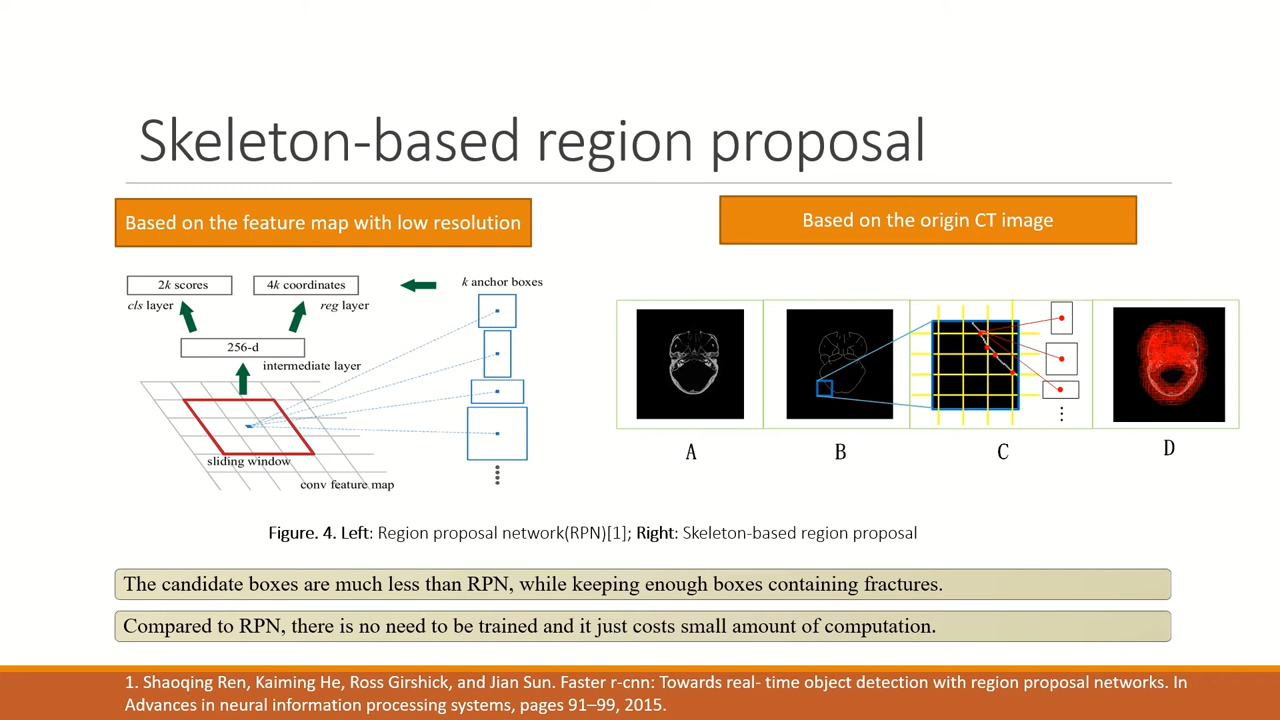 Skeleton-based region proposal
Based on the feature map with low resolution
Based on the origin CT image
2k scores
4k coordinates
k anchor boxes
cls layer
reg layer
256-d
intermediate layer
sliding window
conv feature map
A
B
C
D
Figure. 4. Left: Region proposal network(RPN)[1]; Right: Skeleton-based region proposal
The candidate boxes are much less than RPN, while keeping enough boxes containing fractures.
Compared to RPN, there is no need to be trained and it just costs small amount of computation.
1. Shaoqing Ren, Kaiming He, Ross Girshick, and Jian Sun. Faster r-cnn: Towards real- time object detection with region proposal networks. In
Advances in neural information processing systems, pages 91–99, 2015.